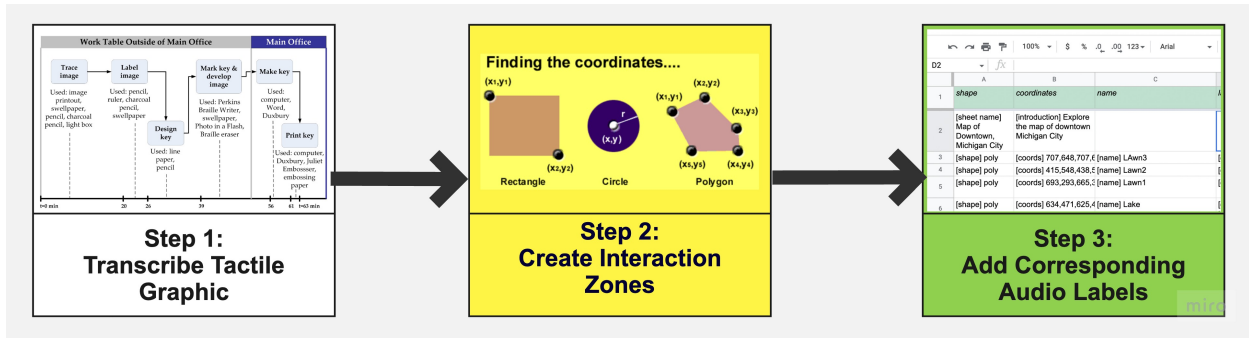 Work Table Outside of Main Office
Main Office
Trace
image
Used: image
printout,
swellpaper,
pencil, charcoal
pencil, light box
Label
image
Used: pencil,
ruler, charcoal
pencil,
swellpaper
Design
key
Used: line
paper,
pencil
Mark key &
develop
image
Used: Perkins
Braille Writer,
swellpaper,
Photo in a Flash,
Braille eraser
Make key
Used:
computer,
Word,
Duxbury
Print key
Used: computer,
Duxbury, Juliet
Embossser,
embossing
paper
t=0 min
20
26
39
56
61
t=63 min
Step 1:
Transcribe Tactile
Graphic
Finding the coordinates....
(x1,y1)
(x2,y2)
Rectangle
r
(x,y)
Circle
(x1,y1)
(x2,y2)
(x3,y3)
(x4,y4)
(x5,y5)
Polygon
Step 2:
Create Interaction
Zones
100%
$ % .0 .00 123
Arial
D2
fx
A B C
1 shape coordinates name
2 [sheet name] Map of Downtown, Michigan City [introduction] Explore the map of downtown Michigan City
3 [shape] poly [coords] 707,648,707,6 [name] LAwn3
4 [shape] poly [coords] 415,548,438,5 [name] Lawn2
5 [shape] poly [coords] 693,293,665,3 [name] Lawn1
6 [shape] poly [coords] 634,471,625,4 [name] Lake
Step 3:
Add Corresponding
Audio Labels
miro